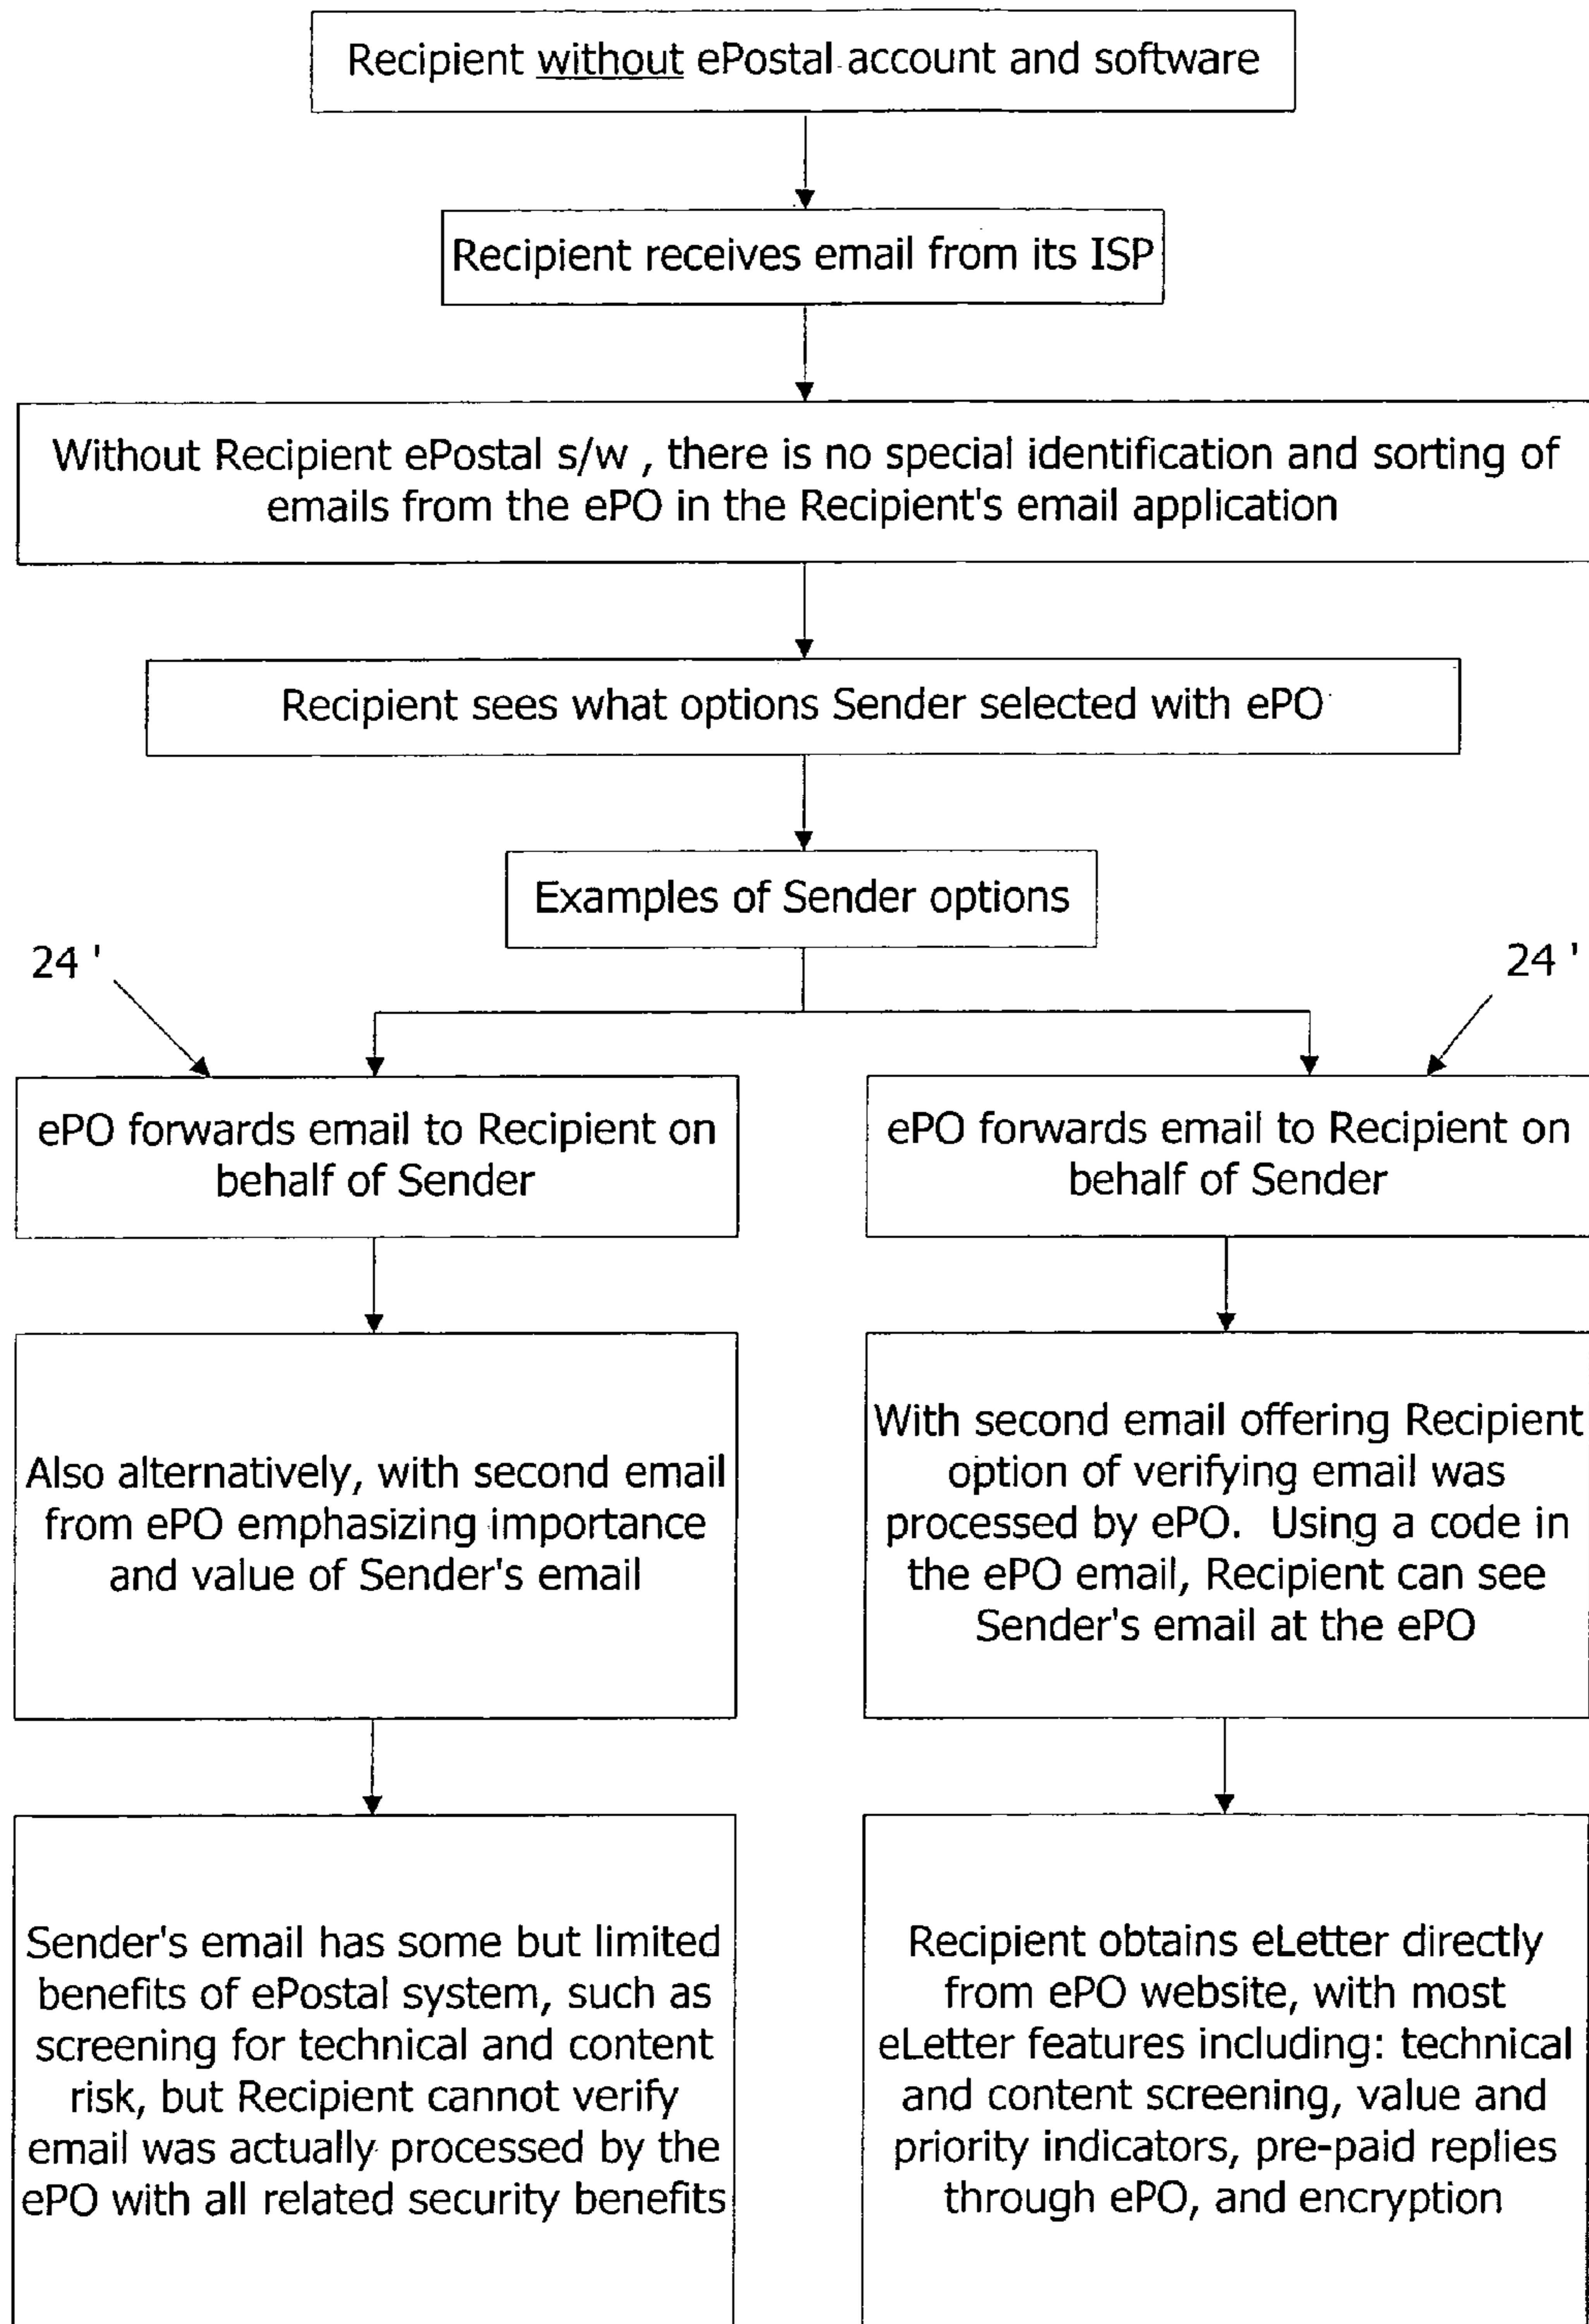 Recipient without ePostal account and software
Recipient receives email from its ISP
Without Recipient ePostal s/w , there is no special identification and sorting of
emails from the ePO in the Recipient's email application
Recipient sees what options Sender selected with ePO
Examples of Sender options
24 '
24 '
ePO forwards email to Recipient on
behalf of Sender
ePO forwards email to Recipient on
behalf of Sender
Also alternatively, with second email
from ePO emphasizing importance
and value of Sender's email
With second email offering Recipient
option of verifying email was
processed by ePO.  Using a code in
the ePO email, Recipient can see
Sender's email at the ePO
Sender's email has some but limited
benefits of ePostal system, such as
screening for technical and content
risk, but Recipient cannot verify
email was actually processed by the
ePO with all related security benefits
Recipient obtains eLetter directly
from ePO website, with most
eLetter features including: technical
and content screening, value and
priority indicators, pre-paid replies
through ePO, and encryption